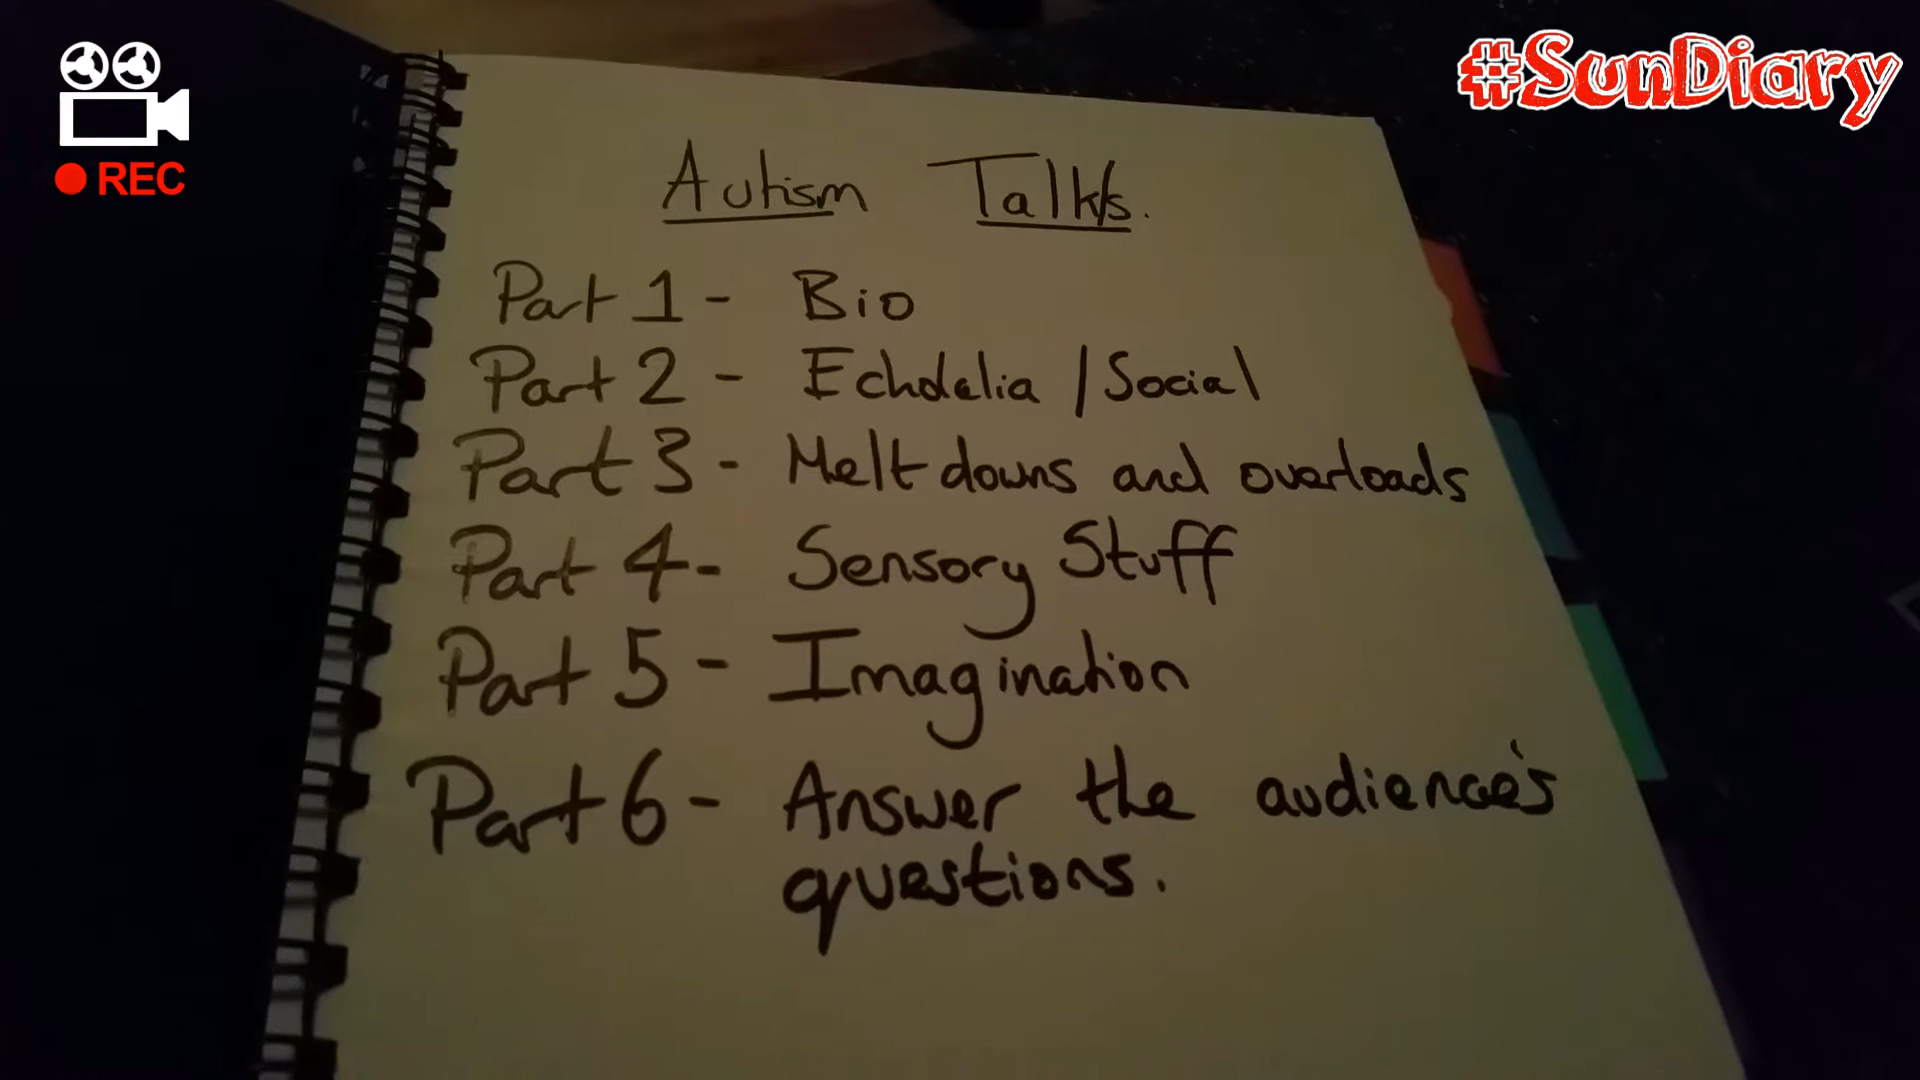 #SunDiary
REC
Autism Talk/s.
Part 1 - Bio
Part 2 - Echolalia / Social
Part 3 - Meltdowns and overloads
Part 4 - Sensory Stuff
Part 5 - Imagination
Part 6 - Answer the audience's
questions.